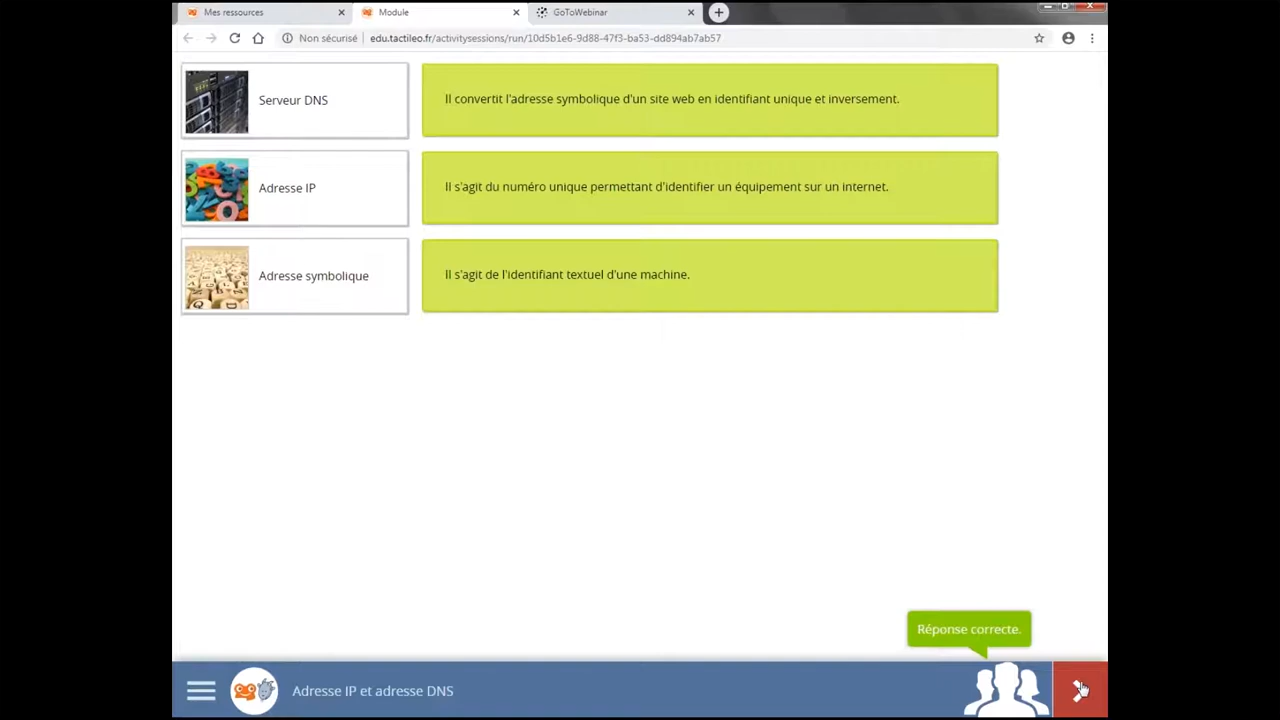 Mes ressources
Module
GoToWebinar
Non sécurisé
edu.tactileo.fr/activitysessions/run/10d5b1e6-9d88-47f3-ba53-dd894ab7ab57
Serveur DNS
Il convertit l'adresse symbolique d'un site web en identifiant unique et inversement.
Adresse IP
Il s'agit du numéro unique permettant d'identifier un équipement sur un internet.
Adresse symbolique
Il s'agit de l'identifiant textuel d'une machine.
Réponse correcte.
Adresse IP et adresse DNS